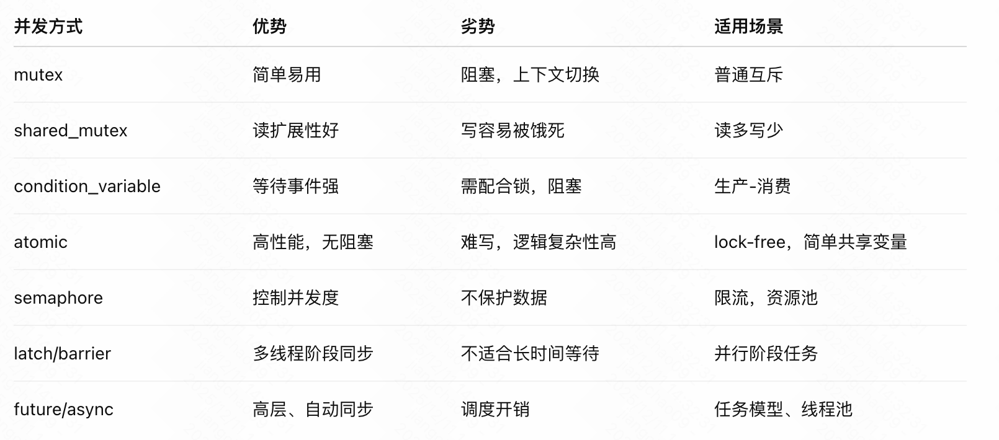 并发方式 优势 劣势 适用场景
mutex 简单易用 阻塞，上下文切换 普通互斥
shared_mutex 读扩展性好 写容易被饿死 读多写少
condition_variable 等待事件强 需配合锁，阻塞 生产-消费
atomic 高性能，无阻塞 难写，逻辑复杂性高 lock-free，简单共享变量
semaphore 控制并发度 不保护数据 限流，资源池
latch/barrier 多线程阶段同步 不适合长时间等待 并行阶段任务
future/async 高层、自动同步 调度开销 任务模型、线程池